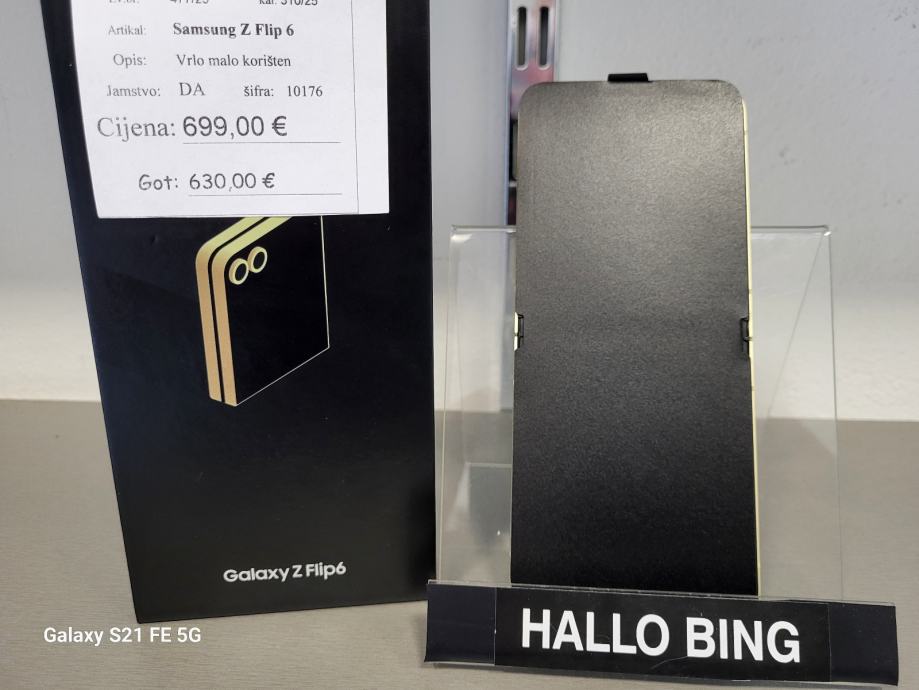 Artikal: Samsung Z Flip 6
Opis: Vrlo malo korišten
Jamstvo: DA šifra: 10176
Cijena: 699,00 €
Got: 630,00 €
Galaxy Z Flip6
HALLO BING
Galaxy S21 FE 5G